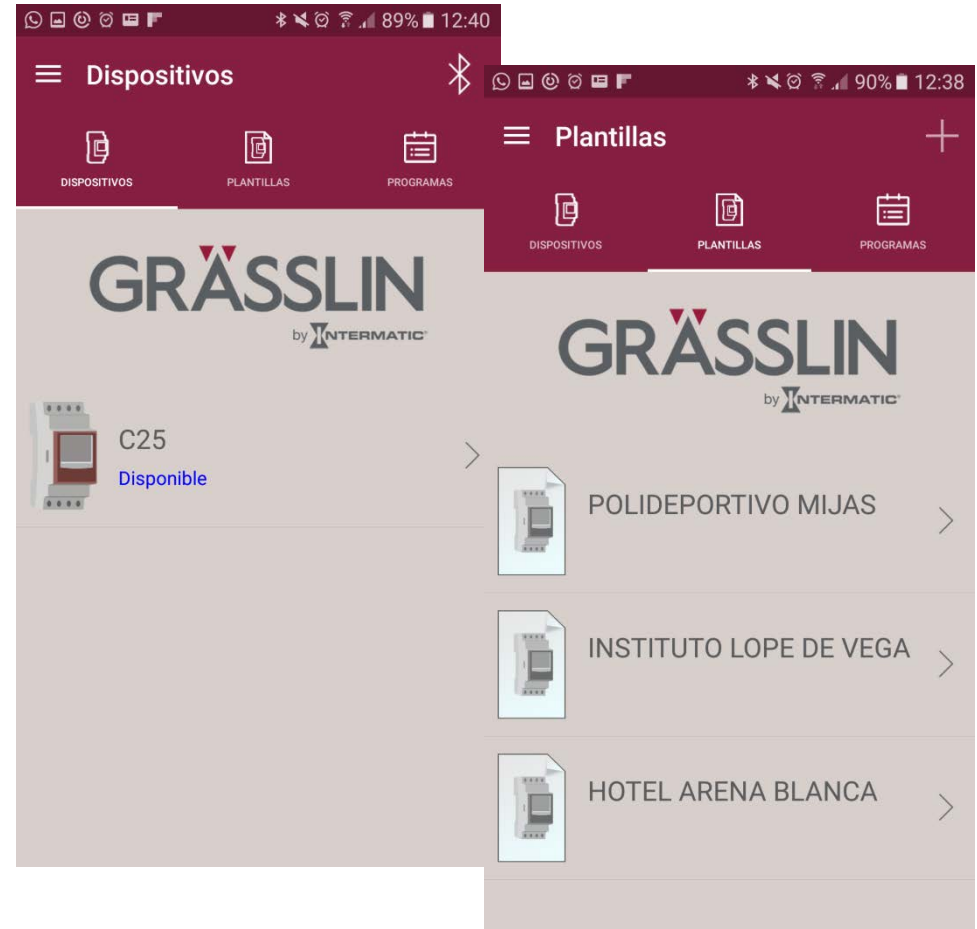 89% 12:40
Dispositivos
DISPOSITIVOS PLANTILLAS PROGRAMAS
GRÄSSLIN
by INTERMATIC®
C25
Disponible
90% 12:38
Plantillas
DISPOSITIVOS PLANTILLAS PROGRAMAS
GRÄSSLIN
by INTERMATIC®
POLIDEPORTIVO MIJAS
INSTITUTO LOPE DE VEGA
HOTEL ARENA BLANCA